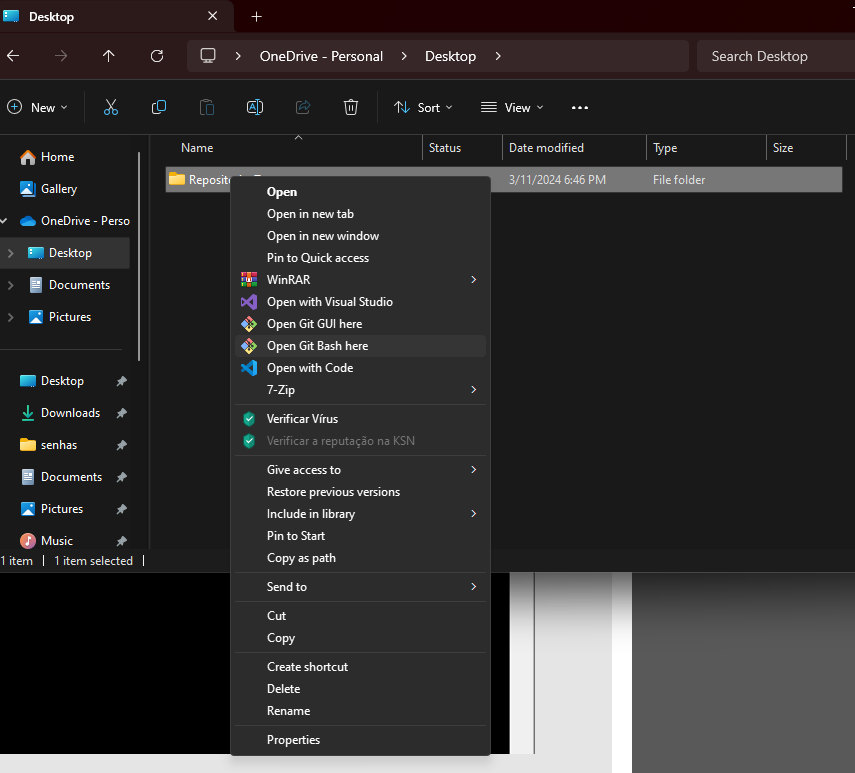 Desktop
OneDrive - Personal
Desktop
Search Desktop
New
Sort
View
Name
Status
Date modified
Type
Size
Home
Gallery
OneDrive - Perso
Desktop
Documents
Pictures
Desktop
Downloads
senhas
Documents
Pictures
Music
3/11/2024 6:46 PM
File folder
Open
Open in new tab
Open in new window
Pin to Quick access
WinRAR
Open with Visual Studio
Open Git GUI here
Open Git Bash here
Open with Code
7-Zip
Verificar Vírus
Verificar a reputação na KSN
Give access to
Restore previous versions
Include in library
Pin to Start
Copy as path
Send to
Cut
Copy
Create shortcut
Delete
Rename
Properties
1 item
1 item selected